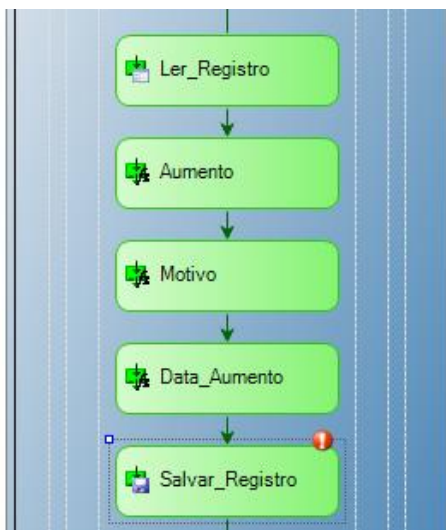 Ler_Registro
Aumento
Motivo
Data_Aumento
Salvar_Registro